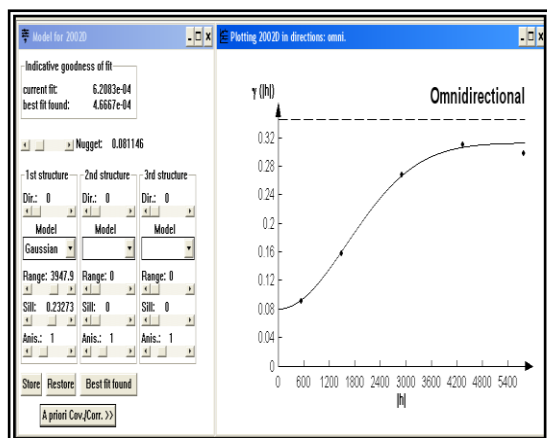 Model for 2002D
Indicative goodness of fit
current fit: 6.2083e-04
best fit found: 4.6667e-04
Nugget: 0.081146
1st structure 2nd structure 3rd structure
Dir.: 0 Dir.: 0 Dir.: 0
Model Model Model
Gaussian
Range: 3947.9 Range: 0 Range: 0
Sill: 0.23273 Sill: 0 Sill: 0
Anis.: 1 Anis.: 1 Anis.: 1
Store Restore Best fit found
A priori Cov./Corr. >>
Plotting 2002D in directions: omni.
γ (|h|)
Omnidirectional
0.32
0.28
0.24
0.2
0.16
0.12
0.08
0.04
0
0 600 1200 1800 2400 3000 3600 4200 4800 5400
|h|